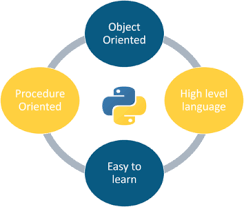 Object
Oriented
Procedure
Oriented
High level
language
Easy to
learn